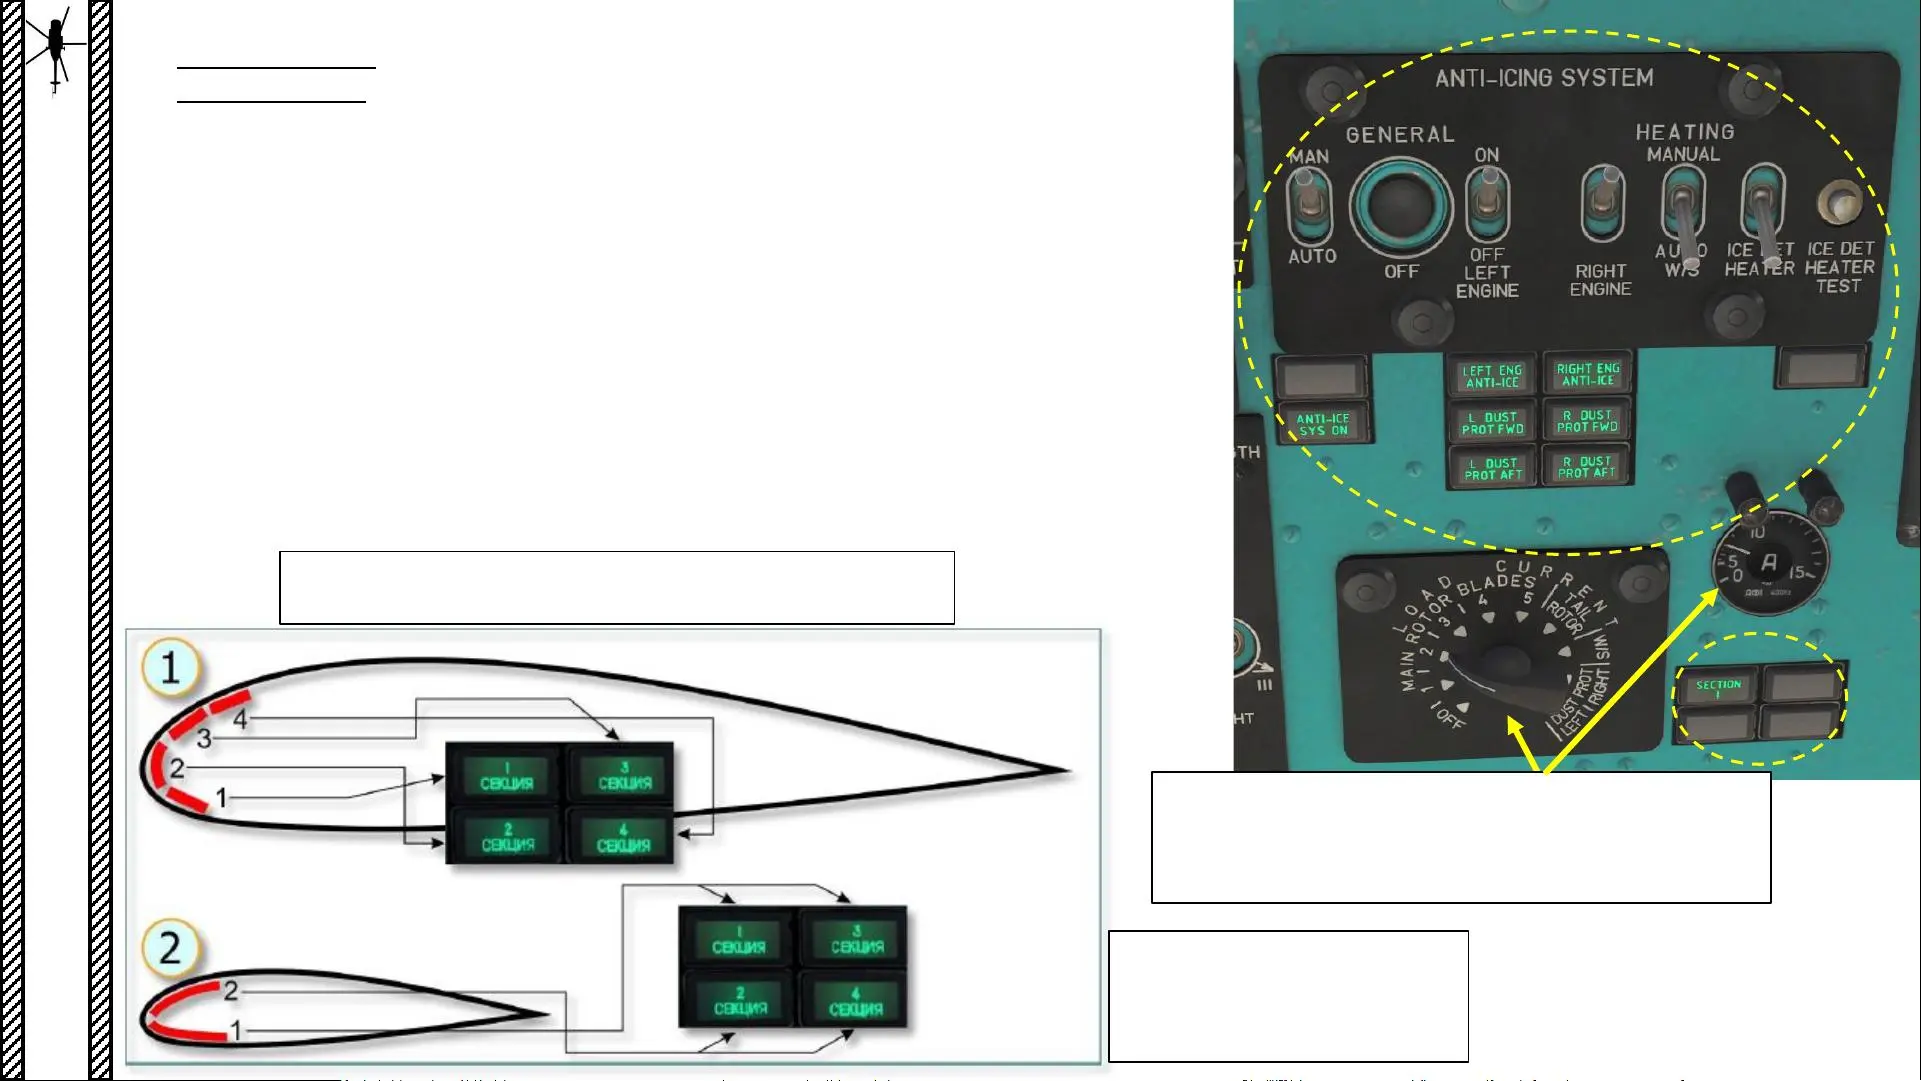 ANTI-ICING SYSTEM
GENERAL
HEATING
MAN
ON
MANUAL
AUTO
OFF
OFF
LEFT
ENGINE
RIGHT
ENGINE
W/S
ICE DET
HEATER
ICE DET
HEATER
TEST
LEFT ENG
ANTI-ICE
RIGHT ENG
ANTI-ICE
ANTI-ICE
SYS ON
L DUST
PROT FWD
R DUST
PROT FWD
L DUST
PROT AFT
R DUST
PROT AFT
10
5
0
15
A
LOAD CURRENT
MAIN ROTOR BLADES
1 2 3 4 5
TAIL
ROTOR
W/S
DUST PROT
LEFT RIGHT
OFF
SECTION
1
III
HT
1
4
3
2
1
1
СЕКЦИЯ
3
СЕКЦИЯ
2
СЕКЦИЯ
4
СЕКЦИЯ
2
2
1
1
СЕКЦИЯ
3
СЕКЦИЯ
2
СЕКЦИЯ
4
СЕКЦИЯ